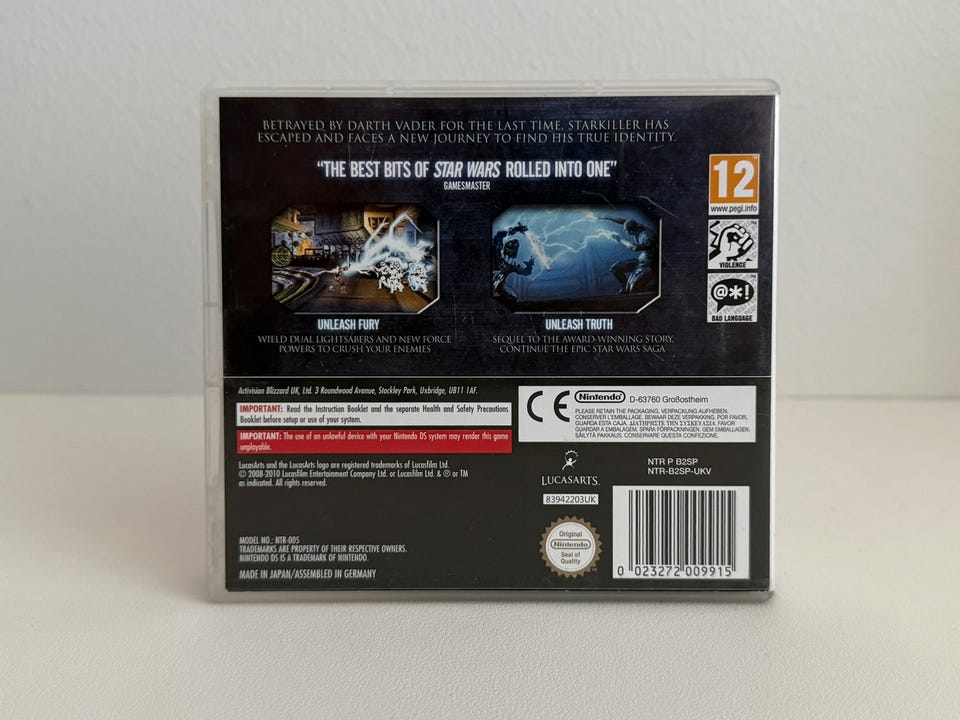 BETRAYED BY DARTH VADER FOR THE LAST TIME, STARKILLER HAS
ESCAPED AND FACES A NEW JOURNEY TO FIND HIS TRUE IDENTITY.
"THE BEST BITS OF STAR WARS ROLLED INTO ONE"
GAMESMASTER
12
www.pegi.info
VIOLENCE
@*!
BAD LANGUAGE
UNLEASH FURY
WIELD DUAL LIGHTSABERS AND NEW FORCE
POWERS TO CRUSH YOUR ENEMIES
UNLEASH TRUTH
SEQUEL TO THE AWARD-WINNING STORY.
CONTINUE THE EPIC STAR WARS SAGA
Activision Blizzard UK, Ltd. 3 Roundwood Avenue, Stockley Park, Uxbridge, UB11 1AF.
IMPORTANT: Read the Instruction Booklet and the separate Health and Safety Precautions
Booklet before setup or use of your system.
IMPORTANT: The use of an unlawful device with your Nintendo DS system may render this game
unplayable.
LucasArts and the LucasArts logo are registered trademarks of Lucasfilm Ltd.
© 2008-2010 Lucasfilm Entertainment Company Ltd. or Lucasfilm Ltd. & ® or TM
as indicated. All rights reserved.
MODEL NO.: NTR-005
TRADEMARKS ARE PROPERTY OF THEIR RESPECTIVE OWNERS.
NINTENDO DS IS A TRADEMARK OF NINTENDO.
MADE IN JAPAN/ASSEMBLED IN GERMANY
CE
Nintendo D-63760 Großostheim
PLEASE RETAIN THE PACKAGING. VERPACKUNG AUFHEBEN.
CONSERVER L'EMBALLAGE. BEWAAR DEZE VERPAKKING. POR FAVOR,
GUARDA ESTA CAJA. ΔΙΑΤΗΡΗΣΤΕ ΤΗΝ ΣΥΣΚΕΥΑΣΙΑ. FAVOR
GUARDAR A EMBALAGEM. SPARA FÖRPACKNINGEN. GEM EMBALLAGEN.
SÄILYTÄ PAKKAUS. CONSERVARE QUESTA CONFEZIONE.
LUCASARTS
83942203UK
NTR P B2SP
NTR-B2SP-UKV
Original
Nintendo
Seal of
Quality
0 023272 009915